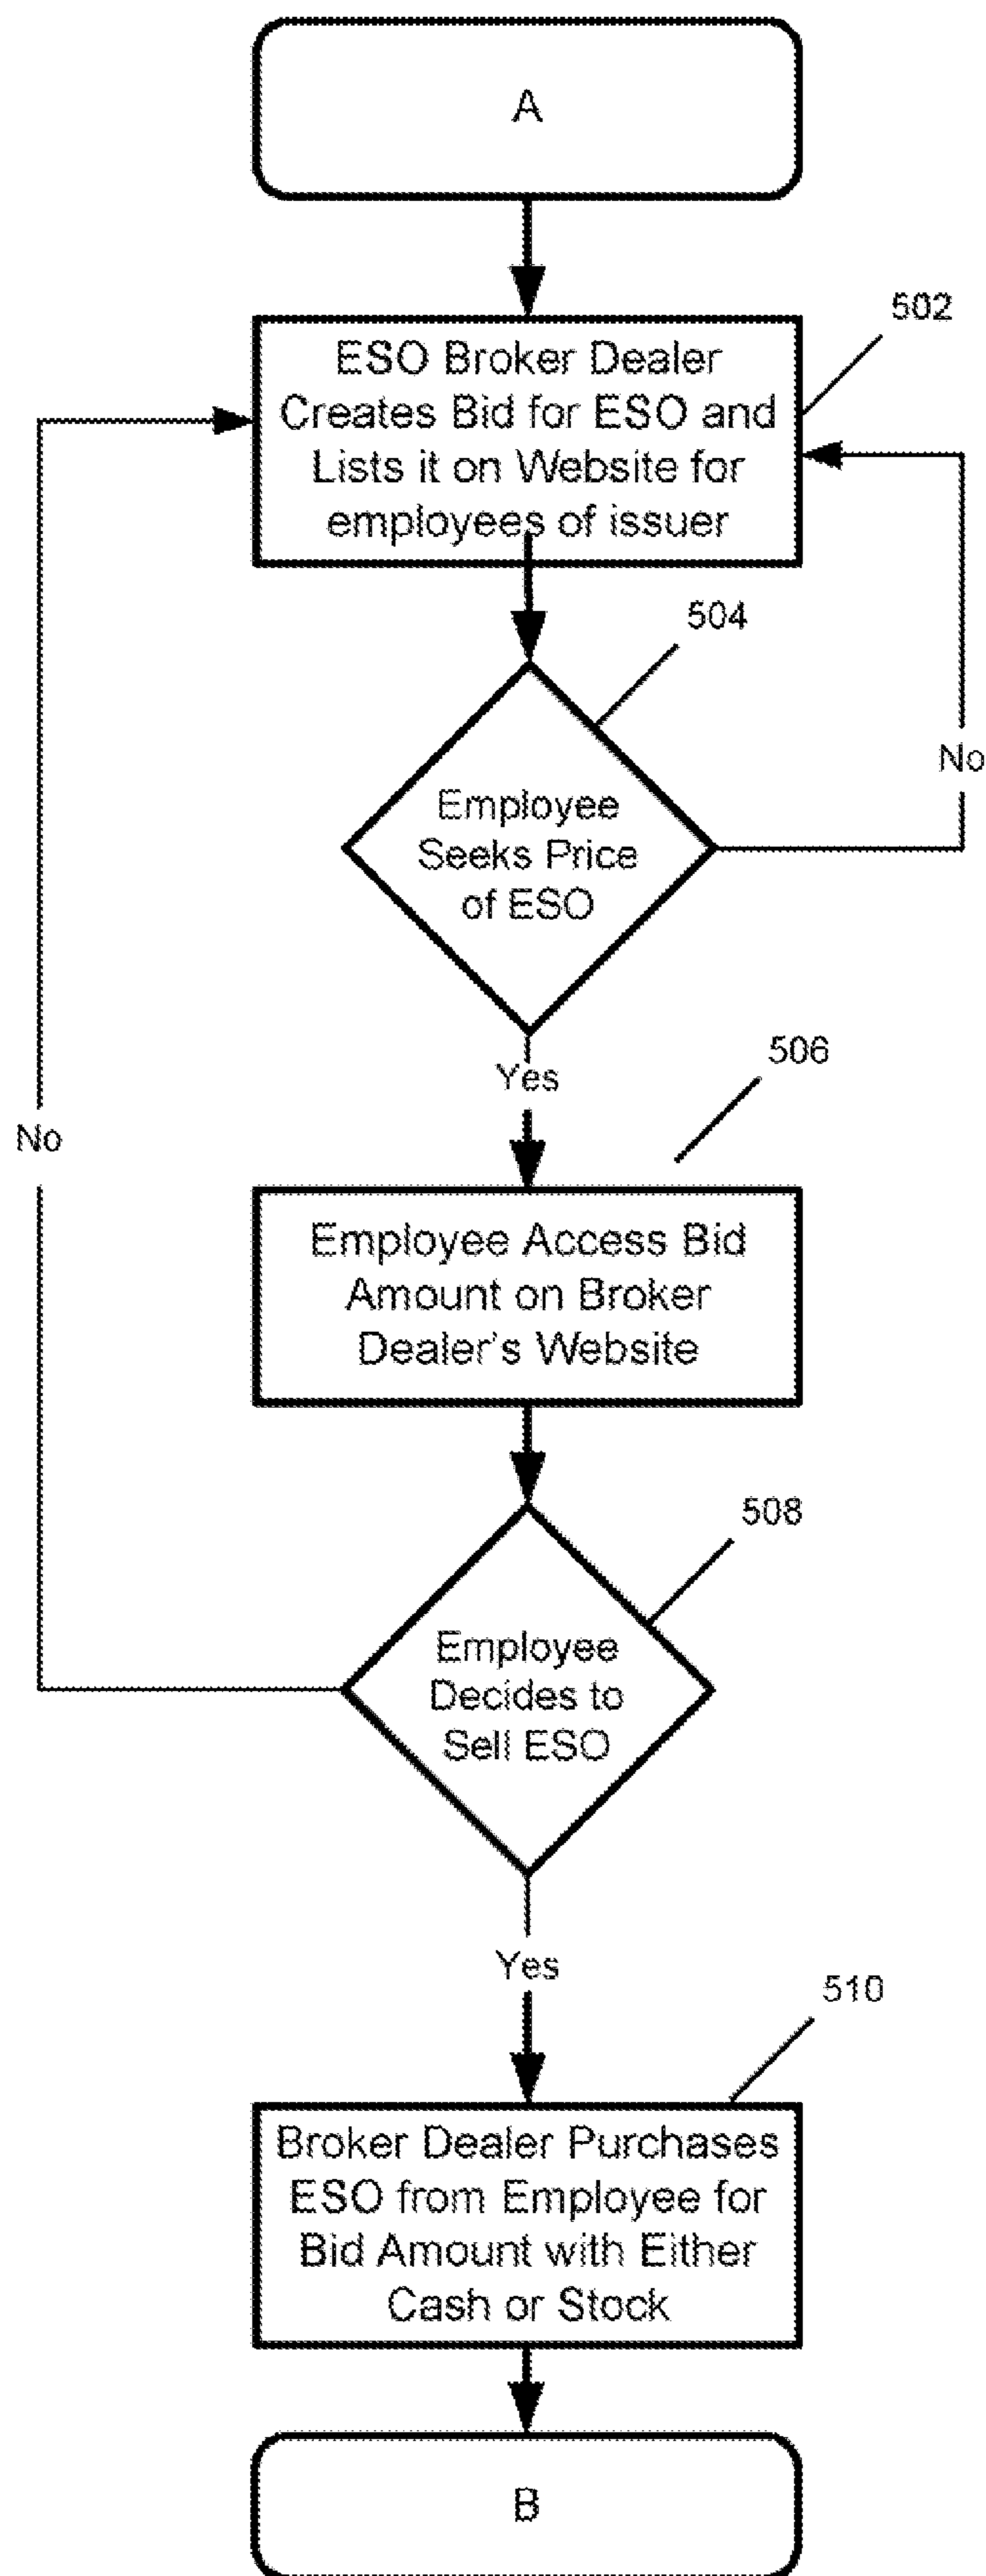 A
502
ESO Broker Dealer
Creates Bid for ESO and
Lists it on Website for
employees of issuer
504
No
Employee
Seeks Price
of ESO
Yes
506
No
Employee Access Bid
Amount on Broker
Dealer's Website
508
Employee
Decides to
Sell ESO
Yes
510
Broker Dealer Purchases
ESO from Employee for
Bid Amount with Either
Cash or Stock
B